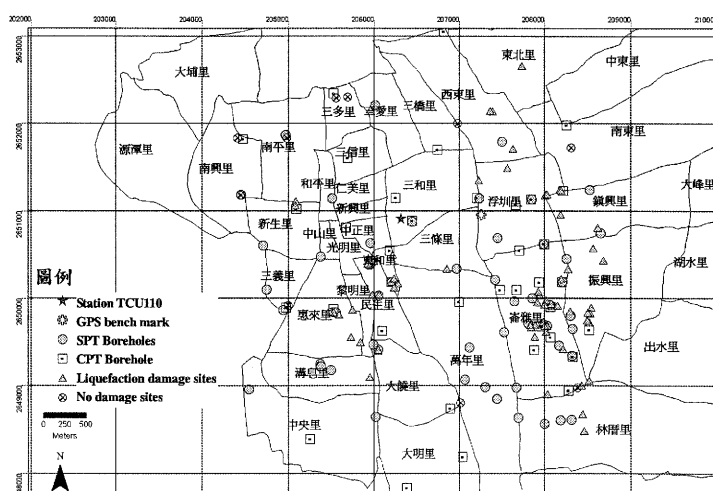 202000 203000 204000 205000 206000 207000 208000 209000 21000
2653000
東北里
中東里
大埔里
西東里
三多里
三橋里
2652000
南東里
源潭里
三信里
南平里
南興里
和平里
仁美里
三和里
大峰里
新興里
浮圳里
鎮興里
2651000
新生里
中山里
中正里
三條里
光明里
湖水里
圖例
三義里
振興里
黎明里
Station TCU110
民生里
2650000
GPS bench mark
惠來里
崙雅里
SPT Boreholes
出水里
CPT Borehole
萬年里
Liquefaction damage sites
溝皂里
No damage sites
大饒里
2649000
0 250 500
Meters
中央里
林厝里
N
大明里
48000